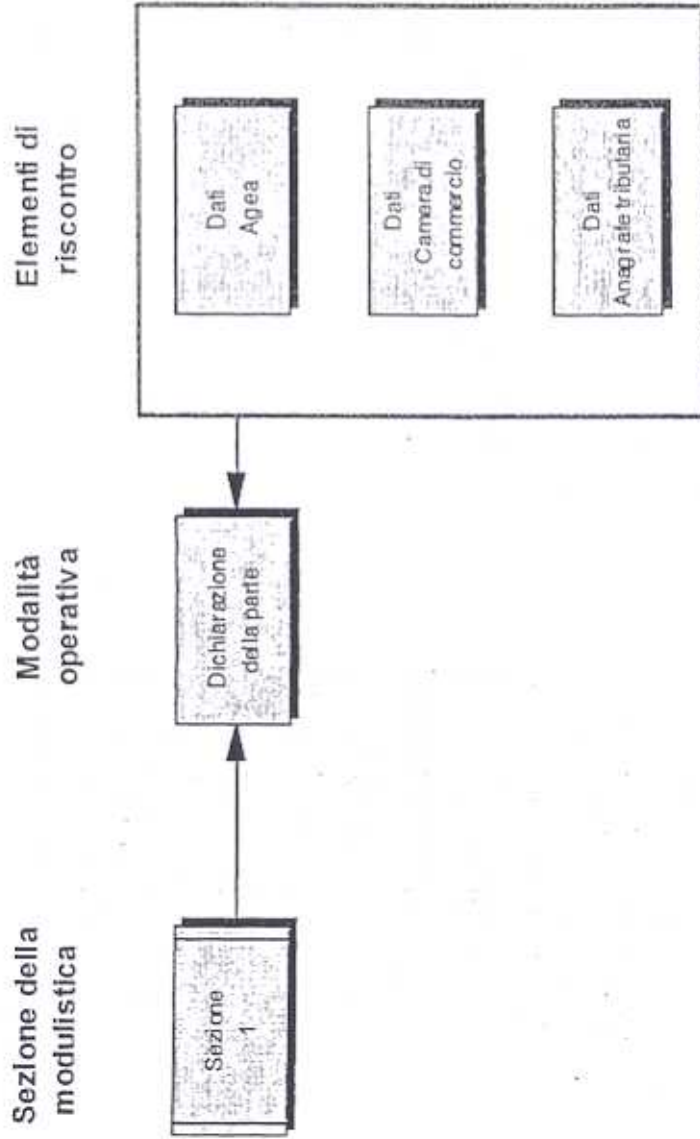 Sezione della
modulistica
Modalità
operativa
Elementi di
riscontro
Sezione
1
Dichiarazione
della parte
Dati
Agea
Dati
Camera di
commercio
Dati
Anagrafe tributaria